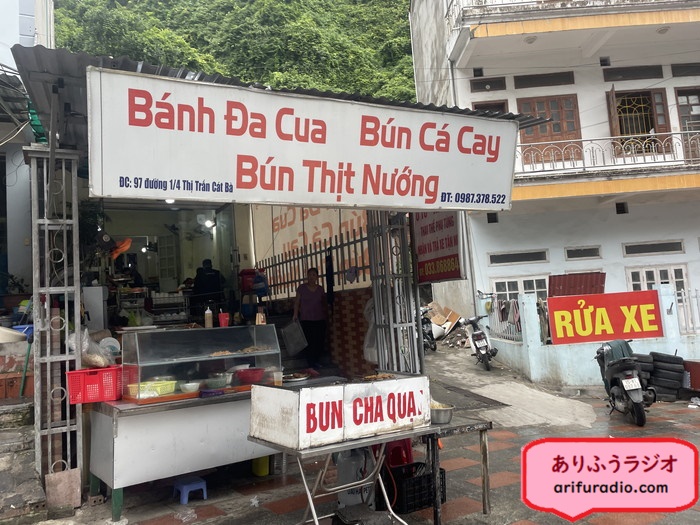 Bánh Đa Cua Bún Cá Cay
Bún Thịt Nướng
ĐC: 97 đường 1/4 Thị Trấn Cát Bà
ĐT: 0987.378.522
RỬA XE
BUN CHA QUẠ
ありふうラジオ
arifuradio.com